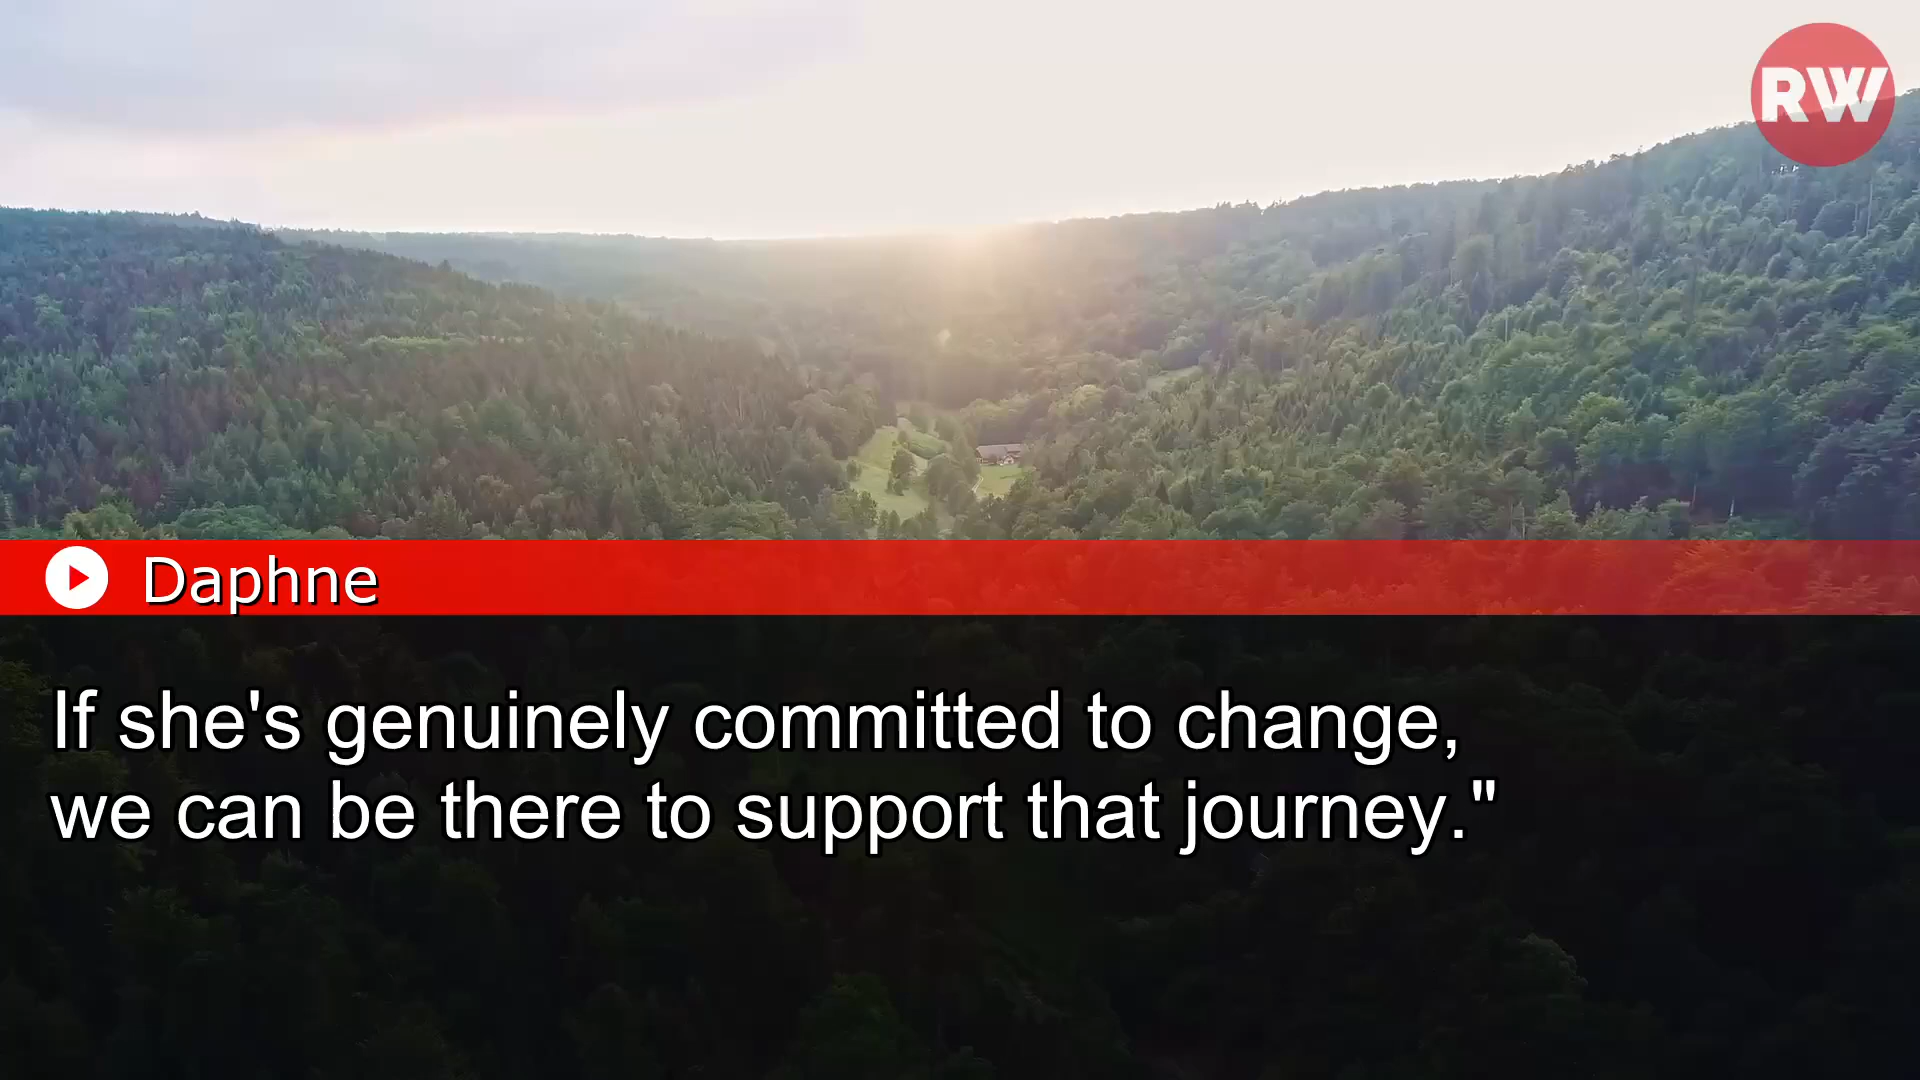 RW
Daphne
If she's genuinely committed to change,
we can be there to support that journey."